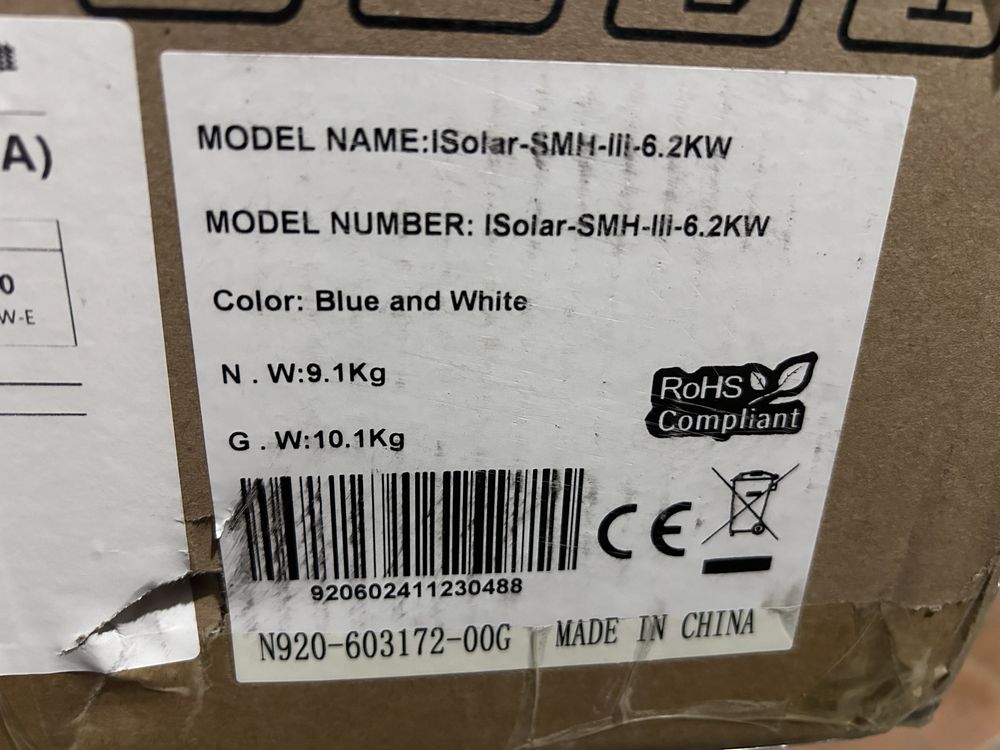 A)
0
W-E
MODEL NAME:ISolar-SMH-III-6.2KW
MODEL NUMBER: ISolar-SMH-III-6.2KW
Color: Blue and White
N . W:9.1Kg
G . W:10.1Kg
RoHS
Compliant
CE
920602411230488
N920-603172-00G MADE IN CHINA